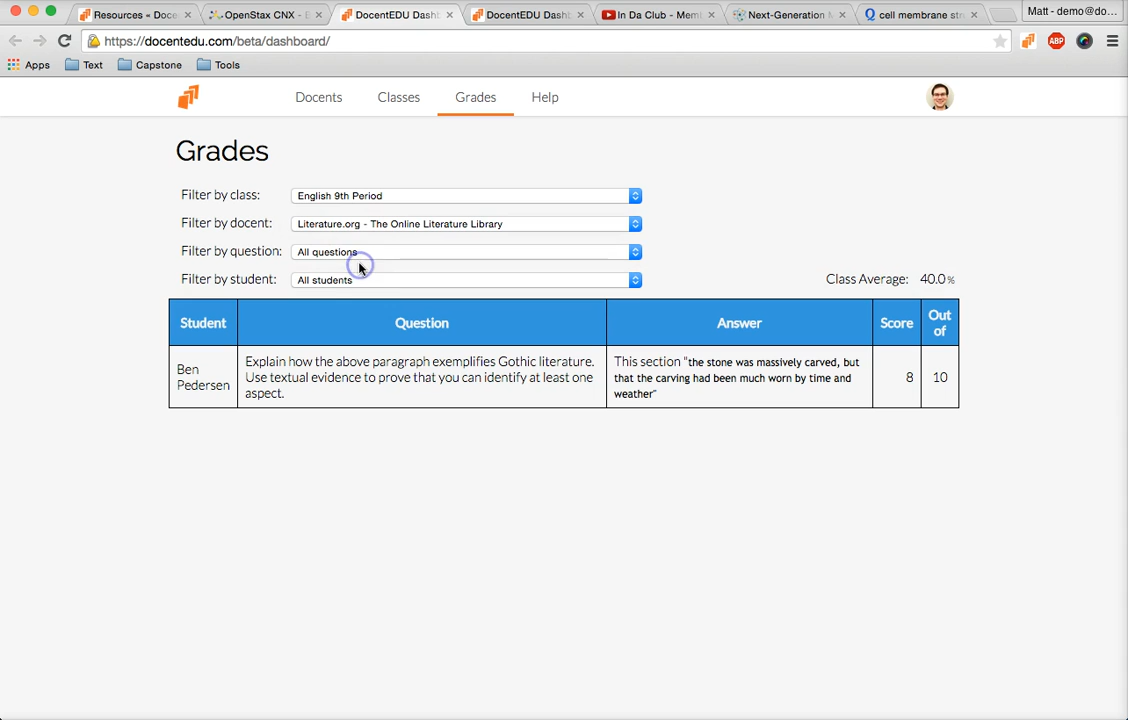 Resources « Doce
OpenStax CNX - B
DocentEDU Dash
DocentEDU Dash
In Da Club - Meml
Next-Generation M
cell membrane str
Matt - demo@do...
https://docentedu.com/beta/dashboard/
ABP
Apps
Text
Capstone
Tools
Docents
Classes
Grades
Help
Grades
Filter by class:
English 9th Period
Filter by docent:
Literature.org - The Online Literature Library
Filter by question:
All questions
Filter by student:
All students
Class Average: 40.0 %
Student
Question
Answer
Score
Out
of
Ben
Pedersen
Explain how the above paragraph exemplifies Gothic literature.
Use textual evidence to prove that you can identify at least one
aspect.
This section "the stone was massively carved, but
that the carving had been much worn by time and
weather"
8
10